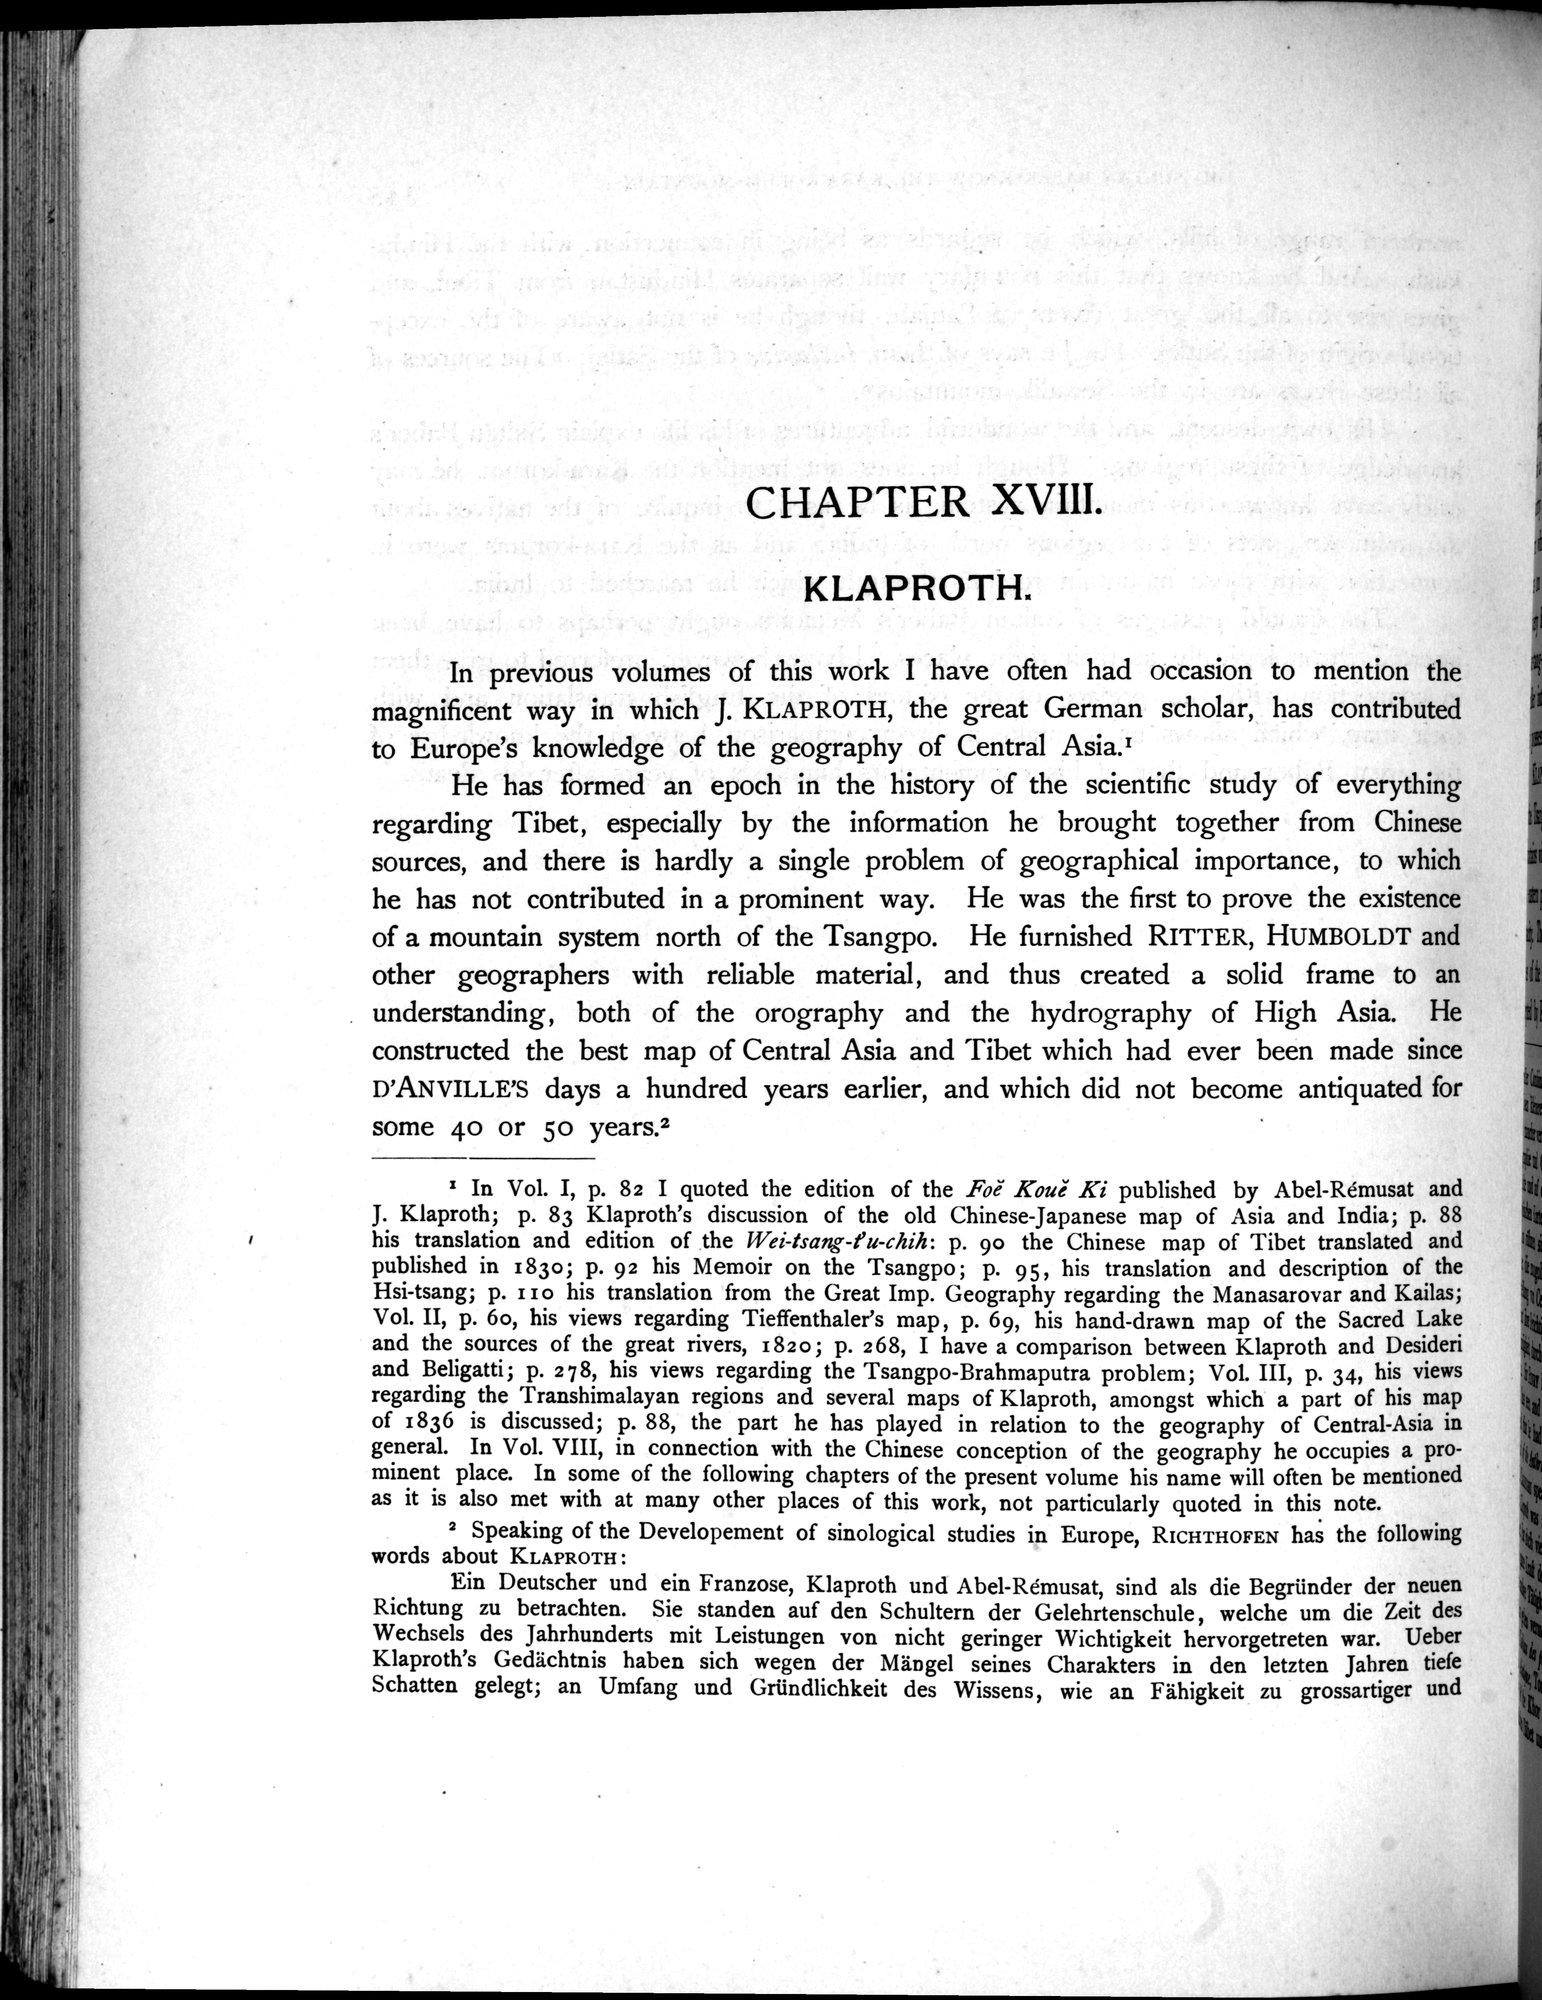 CHAPTER XVIII.
KLAPROTH.
In previous volumes of this work I have often had occasion to mention the
magnificent way in which J. KLAPROTH, the great German scholar, has contributed
to Europe's knowledge of the geography of Central Asia.¹
He has formed an epoch in the history of the scientific study of everything
regarding Tibet, especially by the information he brought together from Chinese
sources, and there is hardly a single problem of geographical importance, to which
he has not contributed in a prominent way. He was the first to prove the existence
of a mountain system north of the Tsangpo. He furnished RITTER, HUMBOLDT and
other geographers with reliable material, and thus created a solid frame to an
understanding, both of the orography and the hydrography of High Asia. He
constructed the best map of Central Asia and Tibet which had ever been made since
D'ANVILLE'S days a hundred years earlier, and which did not become antiquated for
some 40 or 50 years.²
¹ In Vol. I, p. 82 I quoted the edition of the Foĕ Kouĕ Ki published by Abel-Rémusat and
J. Klaproth; p. 83 Klaproth's discussion of the old Chinese-Japanese map of Asia and India; p. 88
his translation and edition of the Wei-tsang-t'u-chih: p. 90 the Chinese map of Tibet translated and
published in 1830; p. 92 his Memoir on the Tsangpo; p. 95, his translation and description of the
Hsi-tsang; p. 110 his translation from the Great Imp. Geography regarding the Manasarovar and Kailas;
Vol. II, p. 60, his views regarding Tieffenthaler's map, p. 69, his hand-drawn map of the Sacred Lake
and the sources of the great rivers, 1820; p. 268, I have a comparison between Klaproth and Desideri
and Beligatti; p. 278, his views regarding the Tsangpo-Brahmaputra problem; Vol. III, p. 34, his views
regarding the Transhimalayan regions and several maps of Klaproth, amongst which a part of his map
of 1836 is discussed; p. 88, the part he has played in relation to the geography of Central-Asia in
general. In Vol. VIII, in connection with the Chinese conception of the geography he occupies a pro-
minent place. In some of the following chapters of the present volume his name will often be mentioned
as it is also met with at many other places of this work, not particularly quoted in this note.
² Speaking of the Developement of sinological studies in Europe, RICHTHOFEN has the following
words about KLAPROTH:
Ein Deutscher und ein Franzose, Klaproth und Abel-Rémusat, sind als die Begründer der neuen
Richtung zu betrachten. Sie standen auf den Schultern der Gelehrtenschule, welche um die Zeit des
Wechsels des Jahrhunderts mit Leistungen von nicht geringer Wichtigkeit hervorgetreten war. Ueber
Klaproth's Gedächtnis haben sich wegen der Mängel seines Charakters in den letzten Jahren tiefe
Schatten gelegt; an Umfang und Gründlichkeit des Wissens, wie an Fähigkeit zu grossartiger und